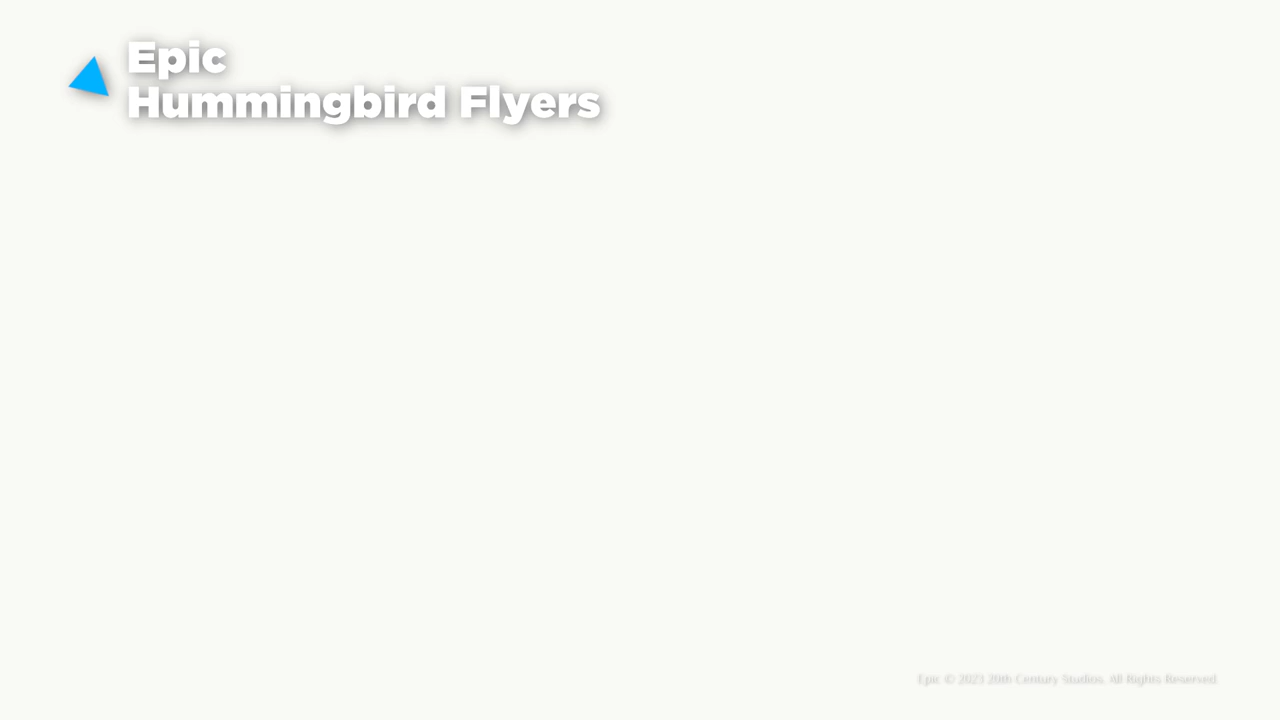 Epic
Hummingbird Flyers
Epic © 2023 20th Century Studios. All Rights Reserved.